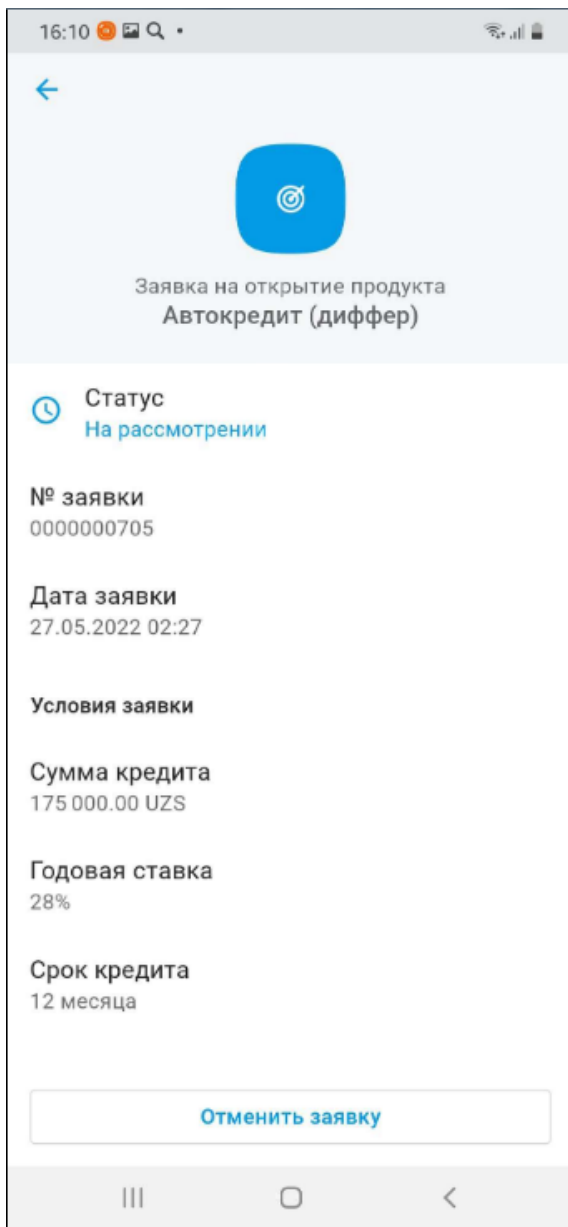 16:10
Заявка на открытие продукта
Автокредит (диффер)
Статус
На рассмотрении
№ заявки
0000000705
Дата заявки
27.05.2022 02:27
Условия заявки
Сумма кредита
175 000.00 UZS
Годовая ставка
28%
Срок кредита
12 месяца
Отменить заявку